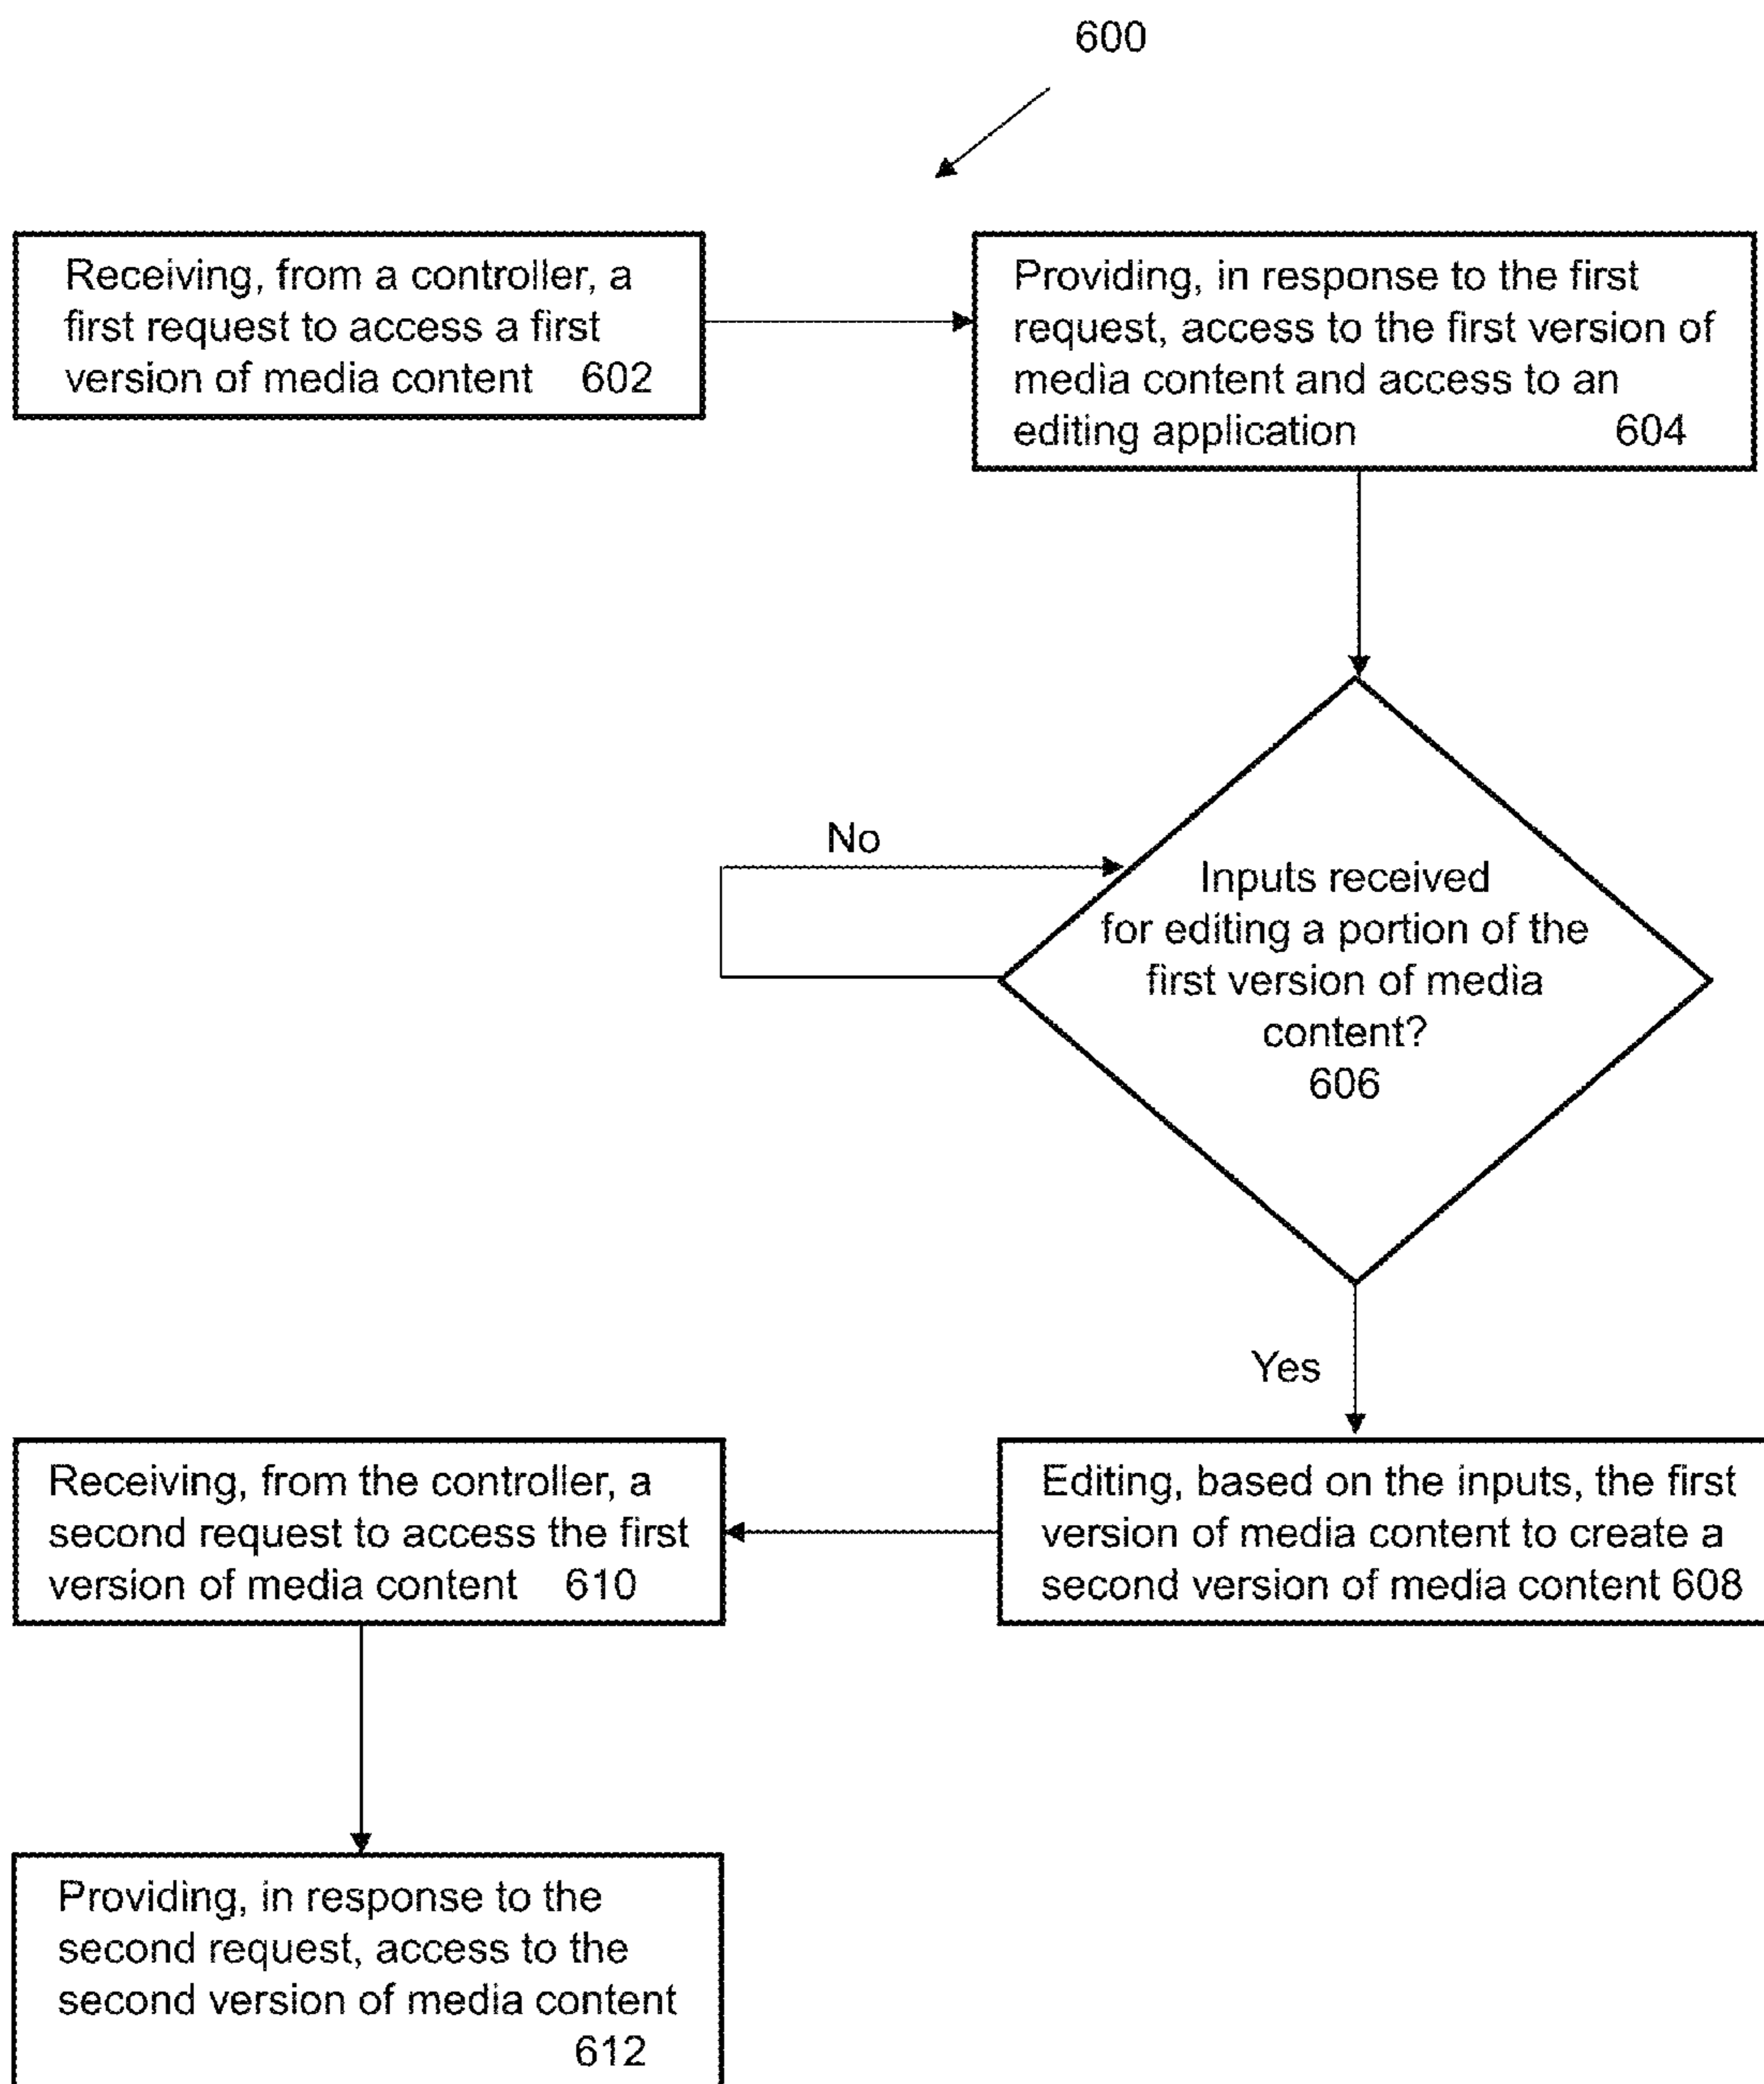 600
Receiving, from a controller, a
first request to access a first
version of media content 602
Providing, in response to the first
request, access to the first version of
media content and access to an
editing application 604
No
Inputs received
for editing a portion of the
first version of media
content?
606
Yes
Editing, based on the inputs, the first
version of media content to create a
second version of media content 608
Receiving, from the controller, a
second request to access the first
version of media content 610
Providing, in response to the
second request, access to the
second version of media content
612